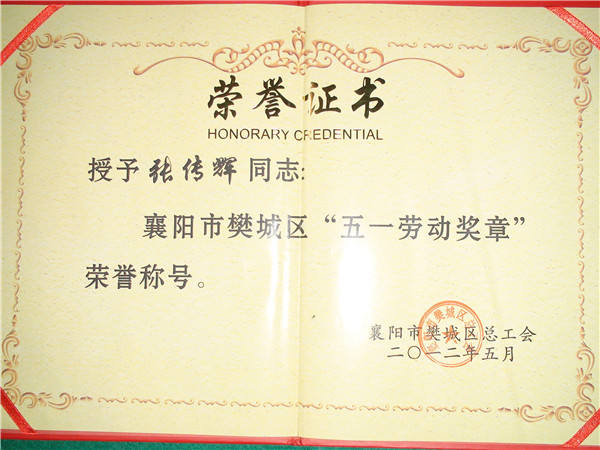 荣誉证书
HONORARY CREDENTIAL
授予张传辉同志:
襄阳市樊城区“五一劳动奖章”
荣誉称号。
襄阳市樊城区总工会
二〇一二年五月